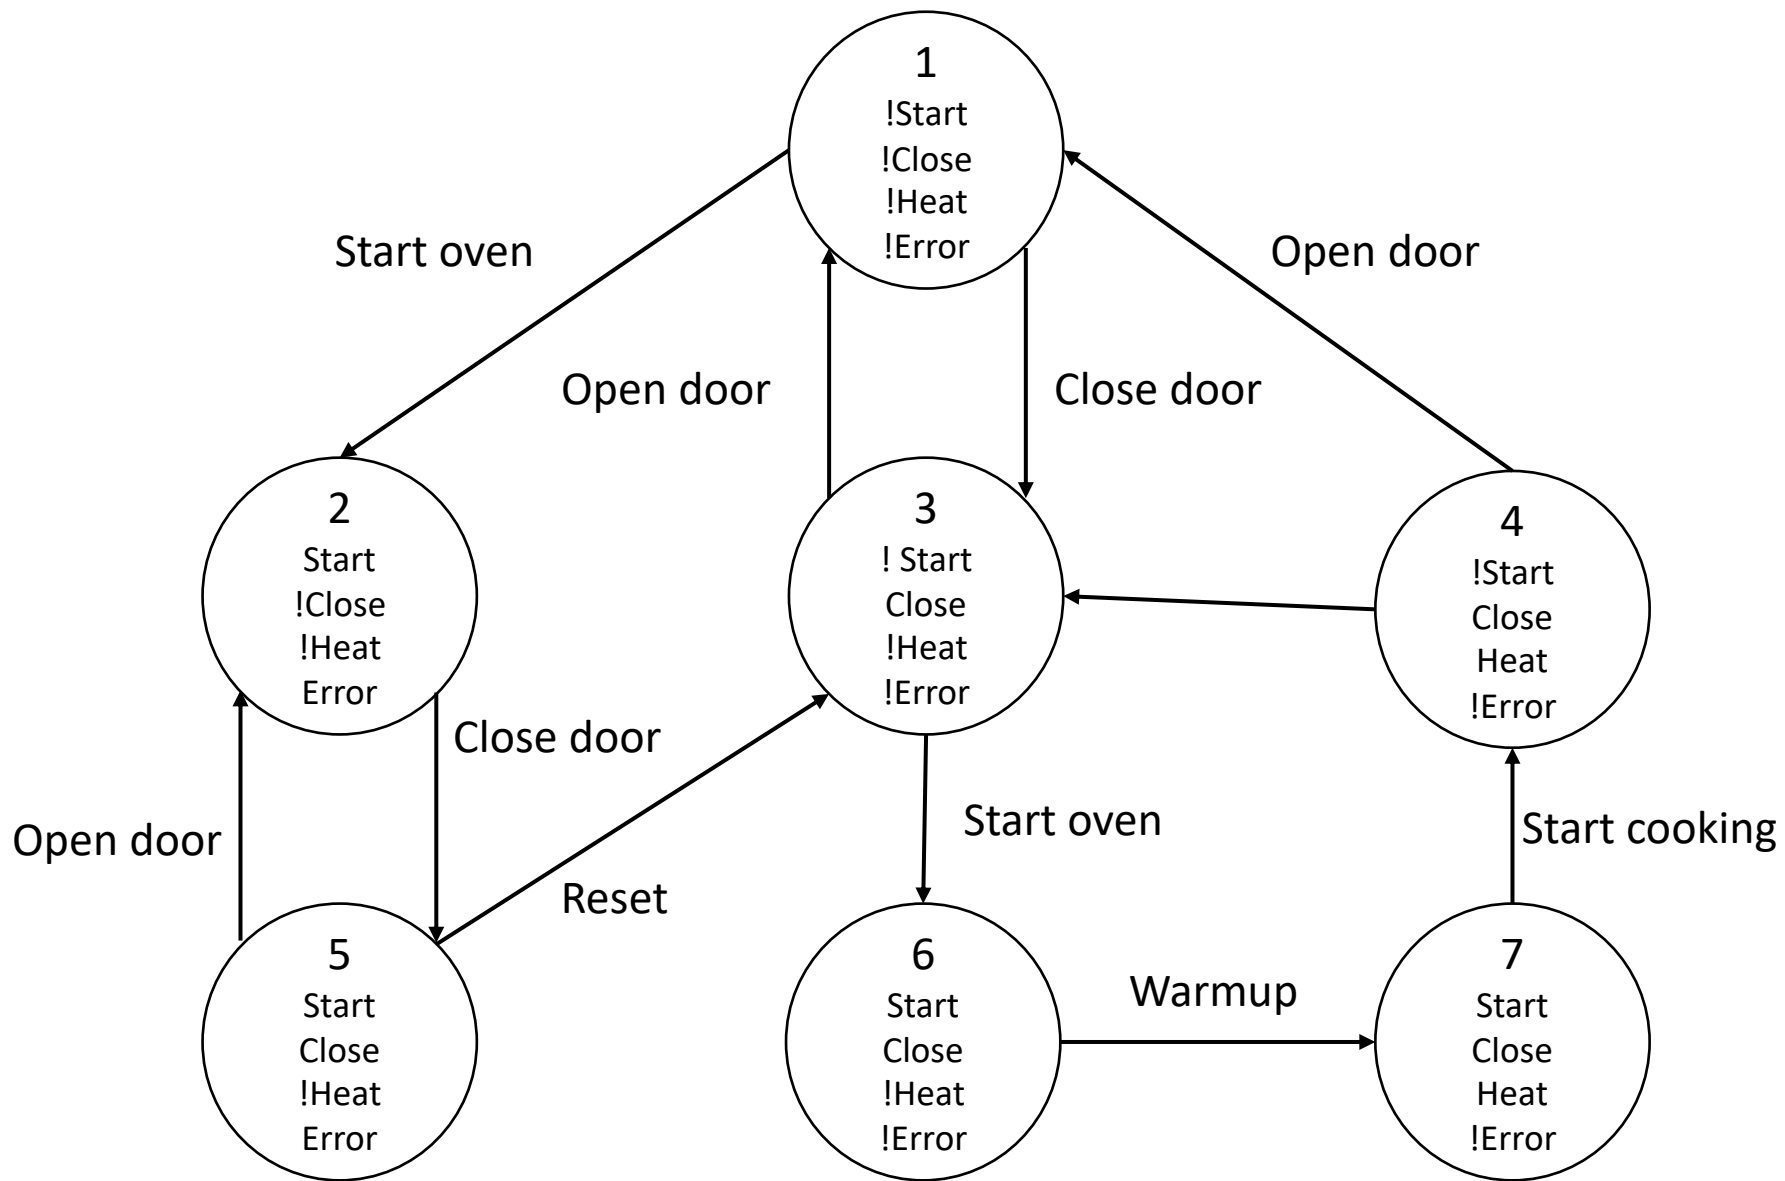 1
!Start
!Close
!Heat
!Error
Start oven
Open door
Open door
Close door
2
Start
!Close
!Heat
Error
3
! Start
Close
!Heat
!Error
4
!Start
Close
Heat
!Error
Close door
Open door
Start oven
Start cooking
Reset
5
Start
Close
!Heat
Error
6
Start
Close
!Heat
!Error
Warmup
7
Start
Close
Heat
!Error